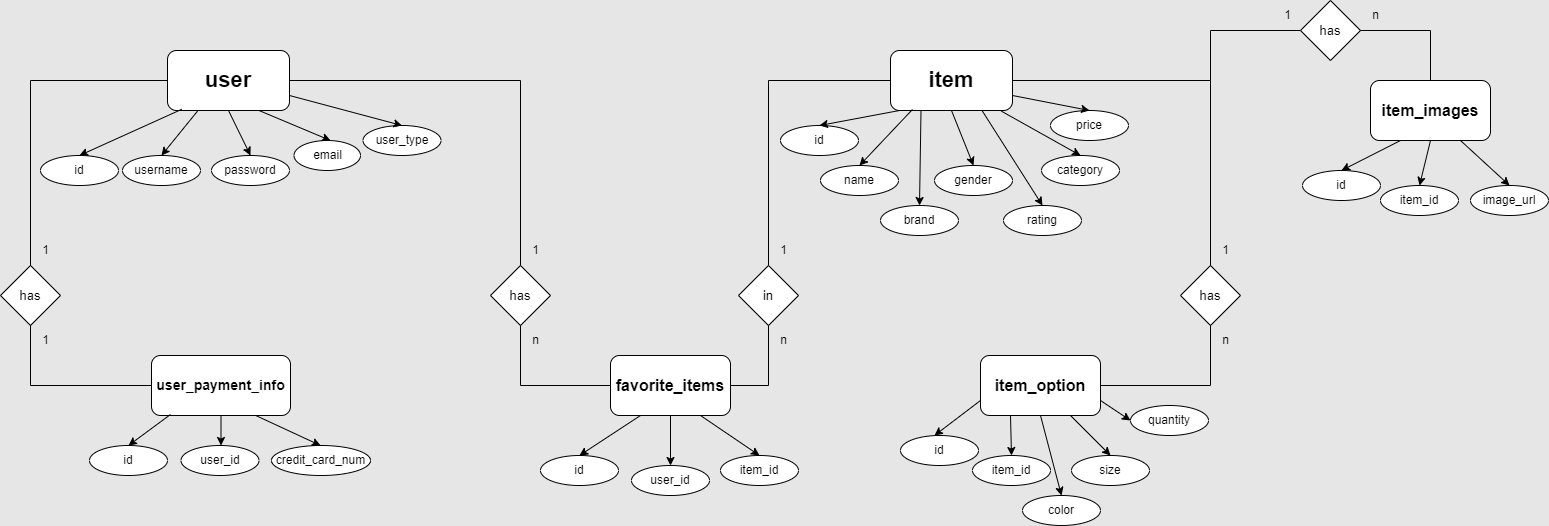 1
n
has
user
item
item_images
id
username
password
email
user_type
id
name
brand
gender
rating
category
price
id
item_id
image_url
1
1
1
1
has
has
in
has
1
n
n
n
user_payment_info
favorite_items
item_option
id
user_id
credit_card_num
id
user_id
item_id
id
item_id
color
size
quantity